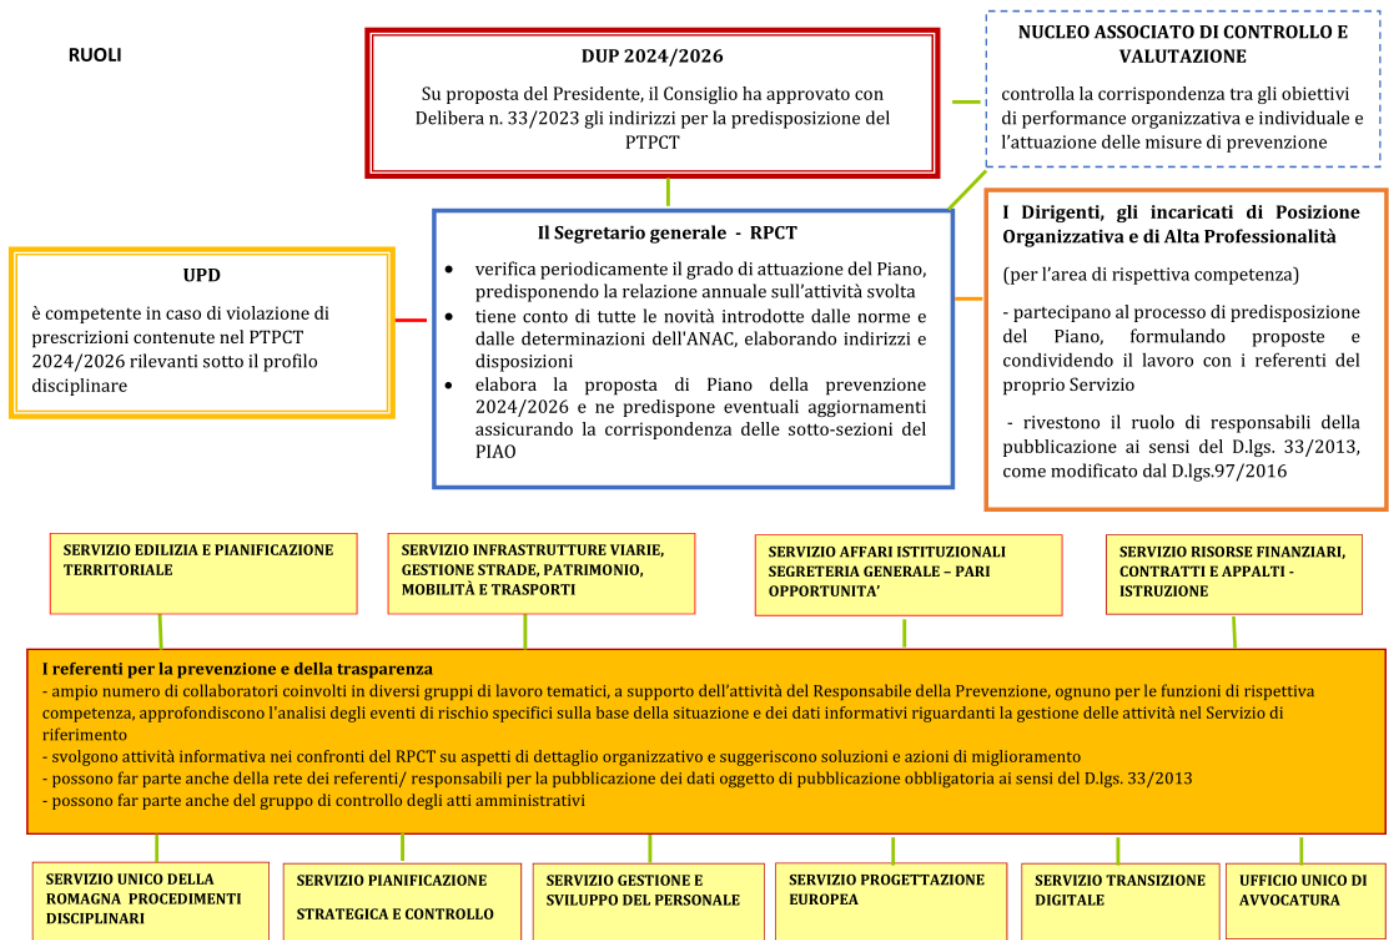 RUOLI
DUP 2024/2026
Su proposta del Presidente, il Consiglio ha approvato con
Delibera n. 33/2023 gli indirizzi per la predisposizione del
PTPCT
NUCLEO ASSOCIATO DI CONTROLLO E
VALUTAZIONE
controlla la corrispondenza tra gli obiettivi
di performance organizzativa e individuale e
l'attuazione delle misure di prevenzione
UPD
è competente in caso di violazione di
prescrizioni contenute nel PTPCT
2024/2026 rilevanti sotto il profilo
disciplinare
Il Segretario generale - RPCT
• verifica periodicamente il grado di attuazione del Piano,
predisponendo la relazione annuale sull'attività svolta
• tiene conto di tutte le novità introdotte dalle norme e
dalle determinazioni dell'ANAC, elaborando indirizzi e
disposizioni
• elabora la proposta di Piano della prevenzione
2024/2026 e ne predispone eventuali aggiornamenti
assicurando la corrispondenza delle sotto-sezioni del
PIAO
I Dirigenti, gli incaricati di Posizione
Organizzativa e di Alta Professionalità
(per l'area di rispettiva competenza)
- partecipano al processo di predisposizione
del Piano, formulando proposte e
condividendo il lavoro con i referenti del
proprio Servizio
- rivestono il ruolo di responsabili della
pubblicazione ai sensi del D.lgs. 33/2013,
come modificato dal D.lgs.97/2016
SERVIZIO EDILIZIA E PIANIFICAZIONE
TERRITORIALE
SERVIZIO INFRASTRUTTURE VIARIE,
GESTIONE STRADE, PATRIMONIO,
MOBILITÀ E TRASPORTI
SERVIZIO AFFARI ISTITUZIONALI
SEGRETERIA GENERALE – PARI
OPPORTUNITA'
SERVIZIO RISORSE FINANZIARI,
CONTRATTI E APPALTI -
ISTRUZIONE
I referenti per la prevenzione e della trasparenza
- ampio numero di collaboratori coinvolti in diversi gruppi di lavoro tematici, a supporto dell'attività del Responsabile della Prevenzione, ognuno per le funzioni di rispettiva
competenza, approfondiscono l'analisi degli eventi di rischio specifici sulla base della situazione e dei dati informativi riguardanti la gestione delle attività nel Servizio di
riferimento
- svolgono attività informativa nei confronti del RPCT su aspetti di dettaglio organizzativo e suggeriscono soluzioni e azioni di miglioramento
- possono far parte anche della rete dei referenti/ responsabili per la pubblicazione dei dati oggetto di pubblicazione obbligatoria ai sensi del D.lgs. 33/2013
- possono far parte anche del gruppo di controllo degli atti amministrativi
SERVIZIO UNICO DELLA
ROMAGNA PROCEDIMENTI
DISCIPLINARI
SERVIZIO PIANIFICAZIONE
STRATEGICA E CONTROLLO
SERVIZIO GESTIONE E
SVILUPPO DEL PERSONALE
SERVIZIO PROGETTAZIONE
EUROPEA
SERVIZIO TRANSIZIONE
DIGITALE
UFFICIO UNICO DI
AVVOCATURA